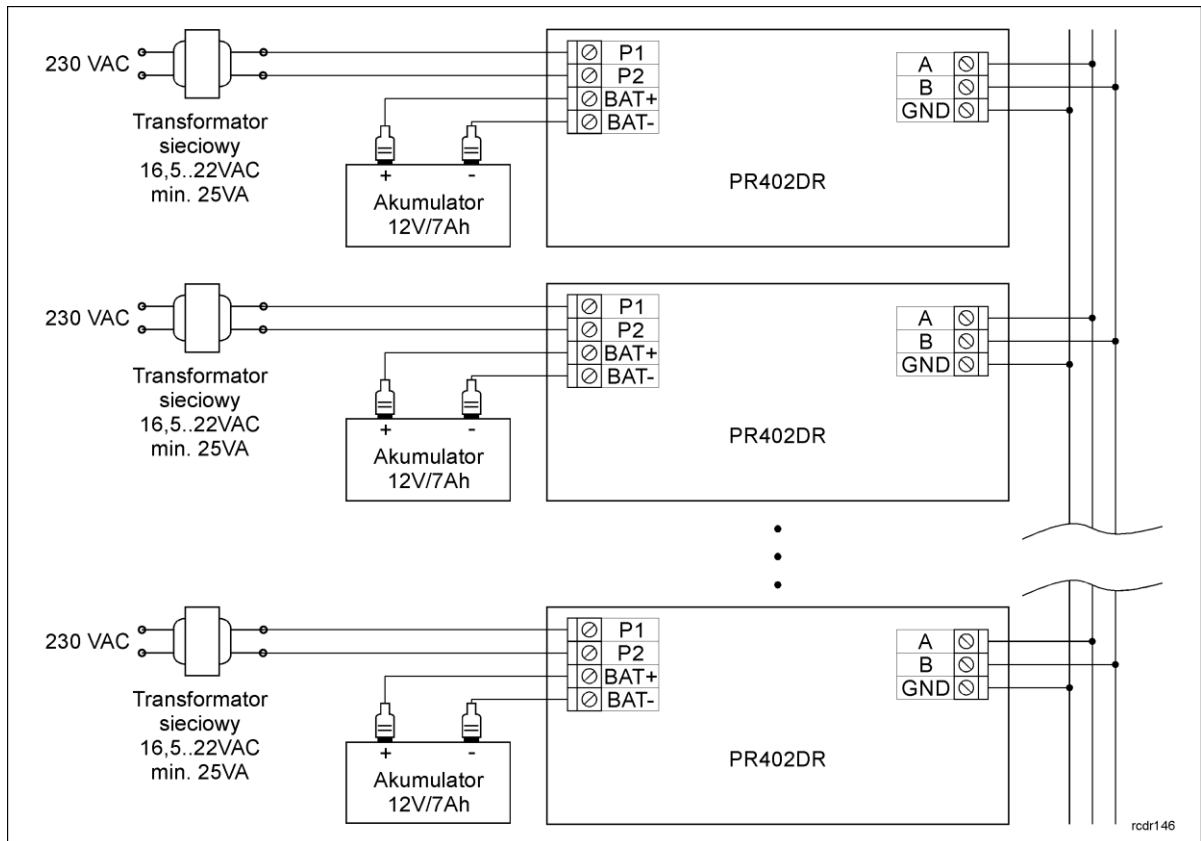 230 VAC
Transformator
sieciowy
16,5..22VAC
min. 25VA
P1
P2
BAT+
BAT-
+ -
Akumulator
12V/7Ah
PR402DR
A
B
GND
230 VAC
Transformator
sieciowy
16,5..22VAC
min. 25VA
P1
P2
BAT+
BAT-
+ -
Akumulator
12V/7Ah
PR402DR
A
B
GND
230 VAC
Transformator
sieciowy
16,5..22VAC
min. 25VA
P1
P2
BAT+
BAT-
+ -
Akumulator
12V/7Ah
PR402DR
A
B
GND
rcdr146